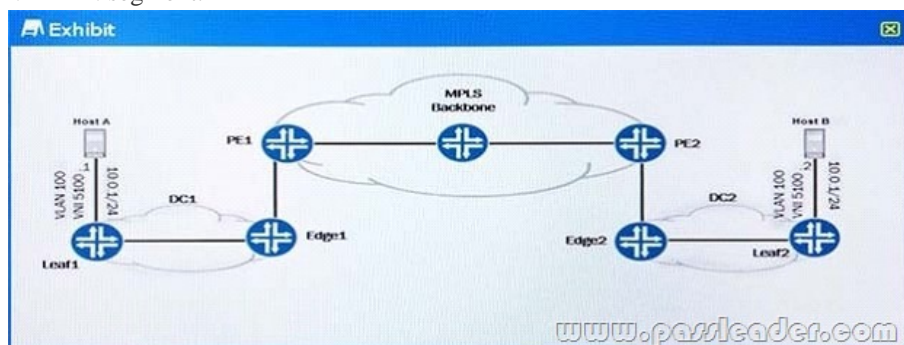 Exhibit
MPLS
Backbone
Host A
Host B
PE1
PE2
1
2
VLAN 100
VNI 5100
10.0.1/24
VLAN 100
VNI 5100
10.0.1/24
DC1
DC2
Leaf1
Edge1
Edge2
Leaf2
www.passleader.com